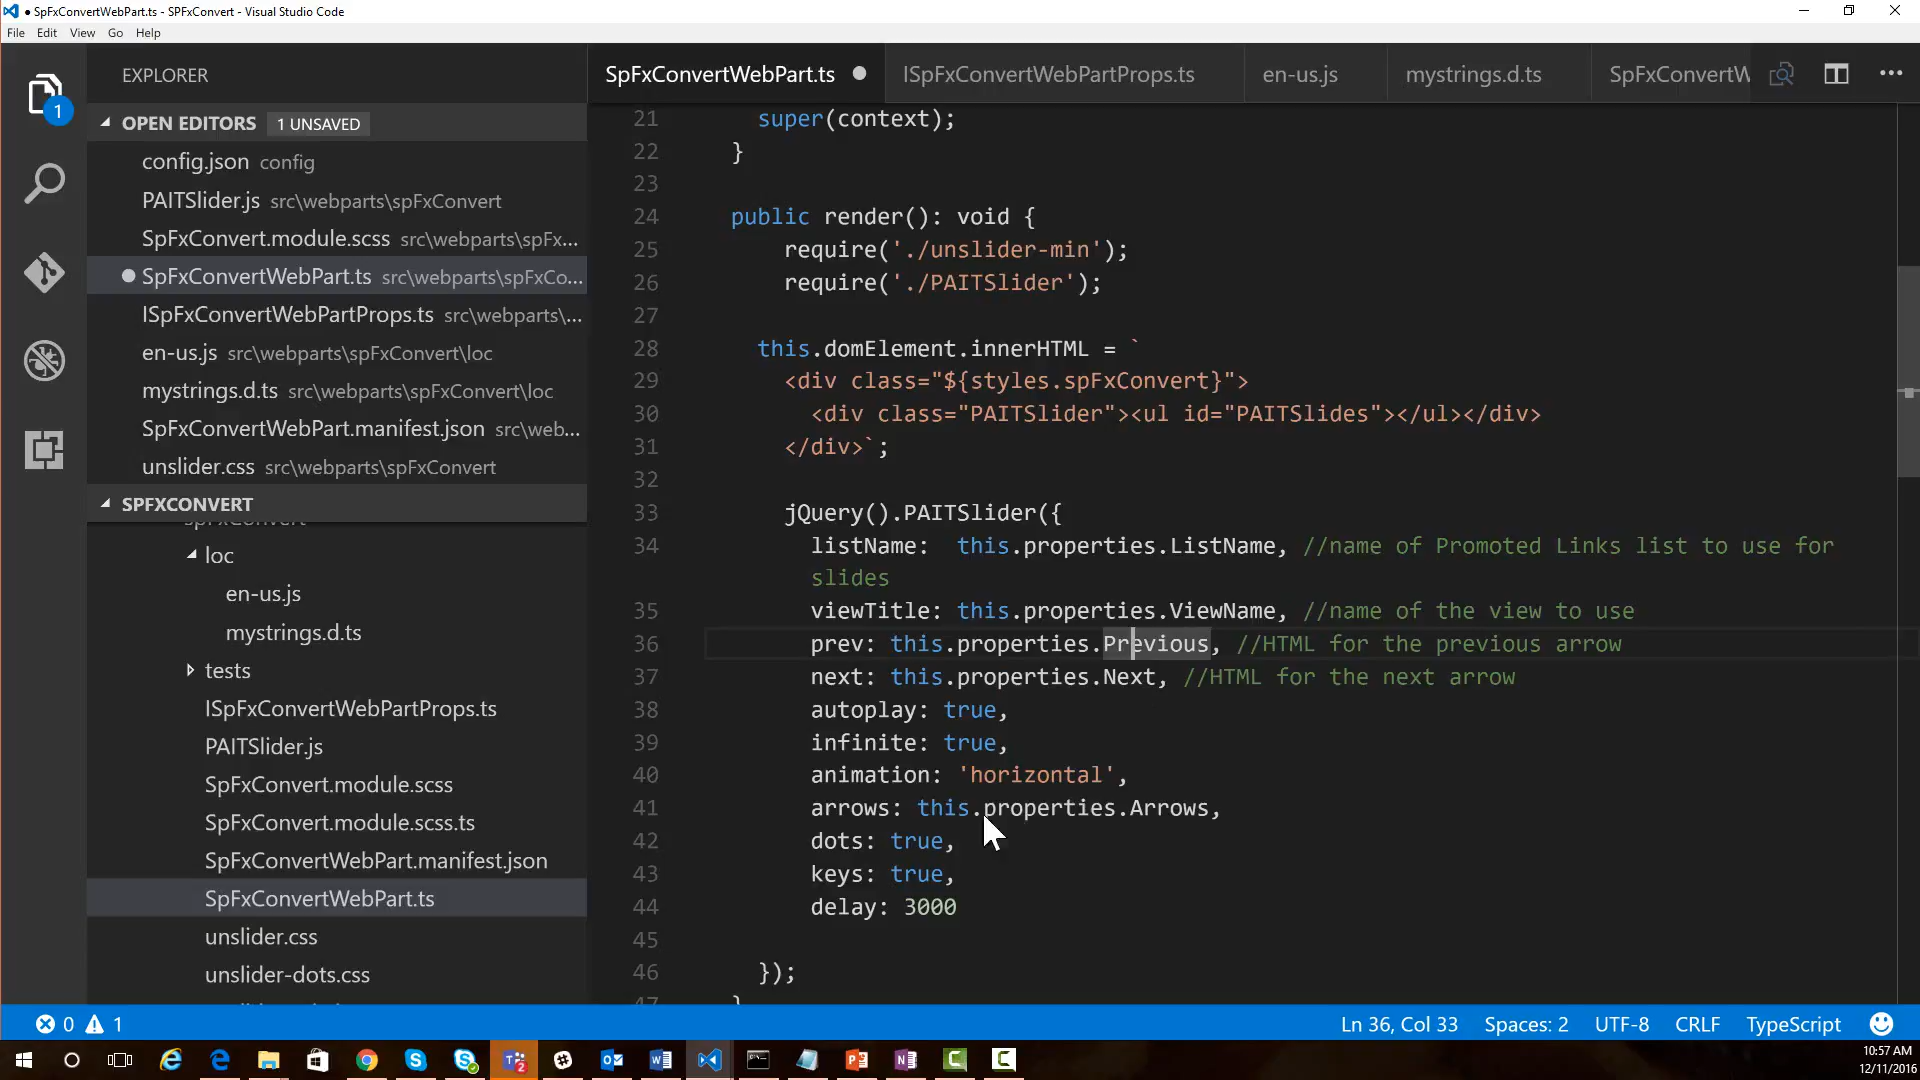 SpFxConvertWebPart.ts - SPFxConvert - Visual Studio Code
File Edit View Go Help
EXPLORER
1
OPEN EDITORS 1 UNSAVED
config.json config
PAITSlider.js src\webparts\spFxConvert
SpFxConvert.module.scss src\webparts\spFx...
SpFxConvertWebPart.ts src\webparts\spFxCo...
ISpFxConvertWebPartProps.ts src\webparts\...
en-us.js src\webparts\spFxConvert\loc
mystrings.d.ts src\webparts\spFxConvert\loc
SpFxConvertWebPart.manifest.json src\web...
unslider.css src\webparts\spFxConvert
SPFXCONVERT
spFxConvert
loc
en-us.js
mystrings.d.ts
tests
ISpFxConvertWebPartProps.ts
PAITSlider.js
SpFxConvert.module.scss
SpFxConvert.module.scss.ts
SpFxConvertWebPart.manifest.json
SpFxConvertWebPart.ts
unslider.css
unslider-dots.css
SpFxConvertWebPart.ts ISpFxConvertWebPartProps.ts en-us.js mystrings.d.ts SpFxConvertW
21 super(context);
22 }
23
24 public render(): void {
25 require('./unslider-min');
26 require('./PAITSlider');
27
28 this.domElement.innerHTML = `
29 <div class="${styles.spFxConvert}">
30 <div class="PAITSlider"><ul id="PAITSlides"></ul></div>
31 </div>`;
32
33 jQuery().PAITSlider({
34 listName:  this.properties.ListName, //name of Promoted Links list to use for
slides
35 viewTitle: this.properties.ViewName, //name of the view to use
36 prev: this.properties.Previous, //HTML for the previous arrow
37 next: this.properties.Next, //HTML for the next arrow
38 autoplay: true,
39 infinite: true,
40 animation: 'horizontal',
41 arrows: this.properties.Arrows,
42 dots: true,
43 keys: true,
44 delay: 3000
45
46 });
47 }
0 1 Ln 36, Col 33 Spaces: 2 UTF-8 CRLF TypeScript
10:57 AM
12/11/2016